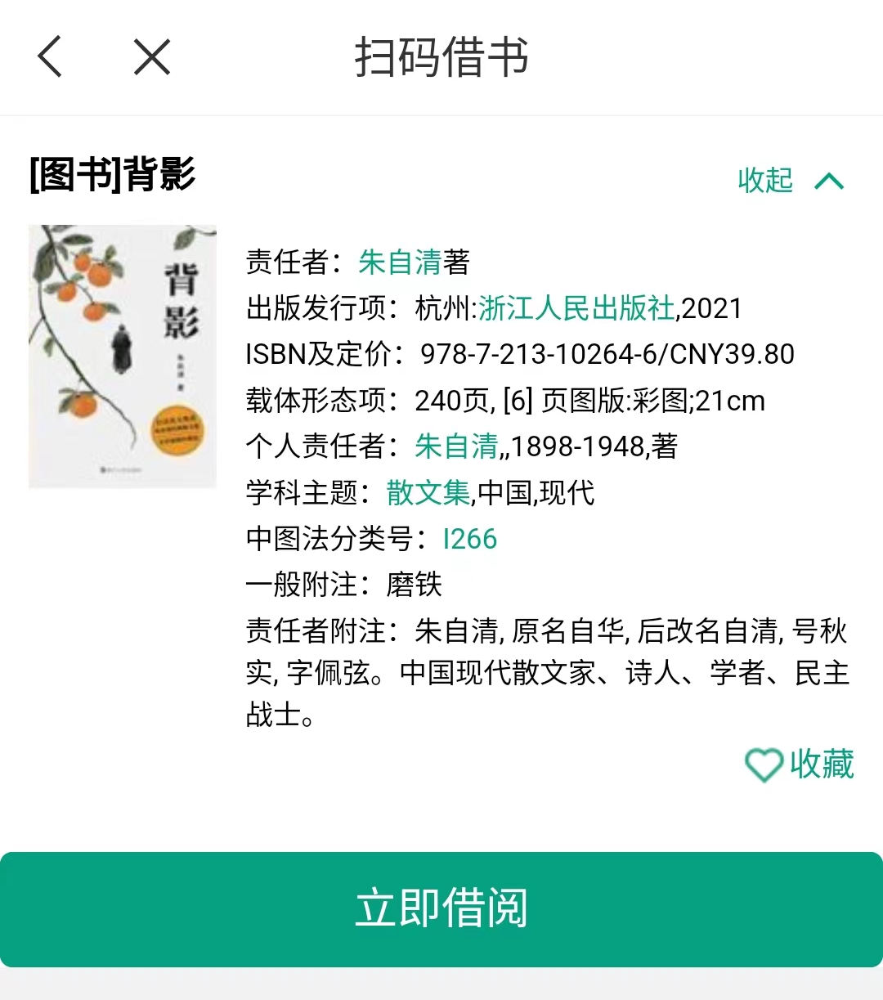 扫码借书
[图书]背影
收起
背影
责任者：朱自清著
出版发行项：杭州:浙江人民出版社,2021
ISBN及定价：978-7-213-10264-6/CNY39.80
载体形态项：240页, [6] 页图版:彩图;21cm
个人责任者：朱自清,,1898-1948,著
学科主题：散文集,中国,现代
中图法分类号：I266
一般附注：磨铁
责任者附注：朱自清, 原名自华, 后改名自清, 号秋
实, 字佩弦。中国现代散文家、诗人、学者、民主
战士。
收藏
立即借阅